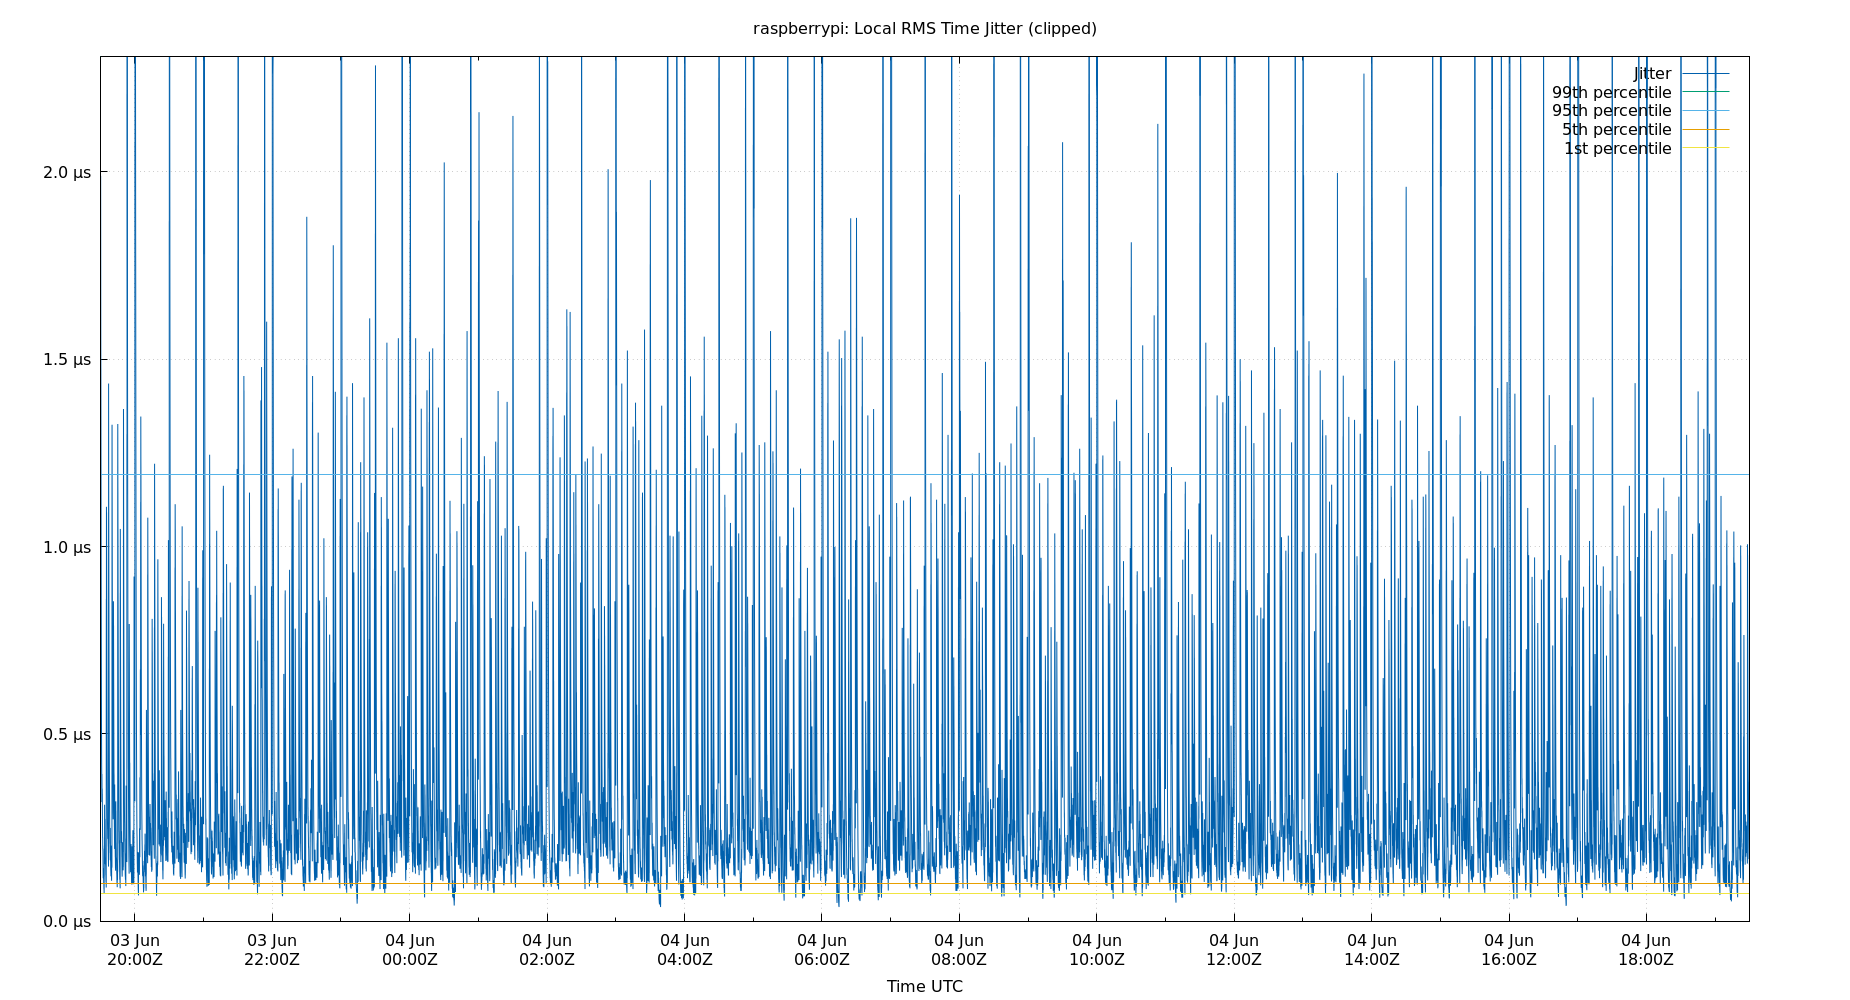 raspberrypi: Local RMS Time Jitter (clipped)
Jitter
99th percentile
95th percentile
5th percentile
1st percentile
2.0 µs
1.5 µs
1.0 µs
0.5 µs
0.0 µs
03 Jun 03 Jun 04 Jun 04 Jun 04 Jun 04 Jun 04 Jun 04 Jun 04 Jun 04 Jun 04 Jun 04 Jun
20:00Z 22:00Z 00:00Z 02:00Z 04:00Z 06:00Z 08:00Z 10:00Z 12:00Z 14:00Z 16:00Z 18:00Z
Time UTC